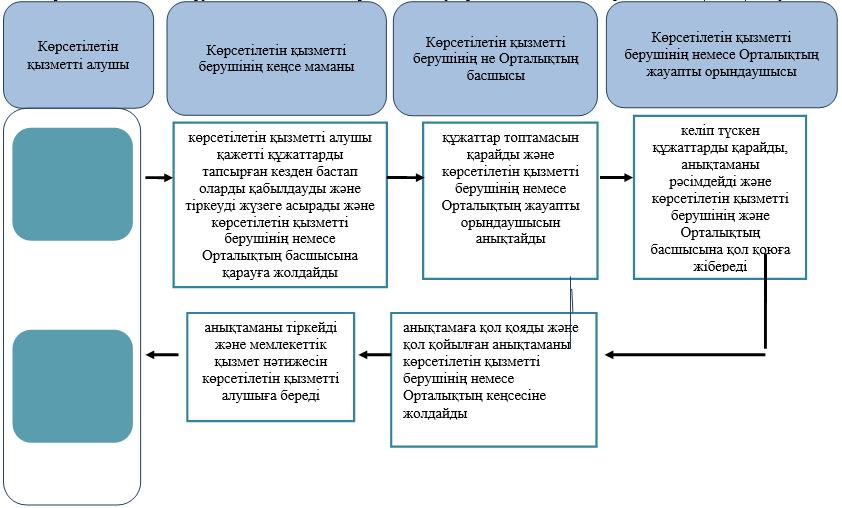 Көрсетілетін
қызметті алушы
Көрсетілетін қызметті
берушінің кеңсе маманы
Көрсетілетін қызметті
берушінің не Орталықтың
басшысы
Көрсетілетін қызметті
берушінің немесе Орталықтың
жауапты орындаушысы
көрсетілетін қызметті алушы
қажетті құжаттарды
тапсырған кезден бастап
оларды қабылдауды және
тіркеуді жүзеге асырады және
көрсетілетін қызметті
берушінің немесе
Орталықтың басшысына
қарауға жолдайды
құжаттар топтамасын
қарайды және
көрсетілетін қызметті
берушінің немесе
Орталықтың жауапты
орындаушысын
анықтайды
келіп түскен
құжаттарды қарайды,
анықтаманы
рәсімдейді және
көрсетілетін қызметті
берушінің және
Орталықтың
басшысына қол қоюға
жібереді
анықтаманы тіркейді
және мемлекеттік
қызмет нәтижесін
көрсетілетін қызметті
алушыға береді
анықтамаға қол қояды және
қол қойылған анықтаманы
көрсетілетін қызметті
берушінің немесе
Орталықтың кеңсесіне
жолдайды